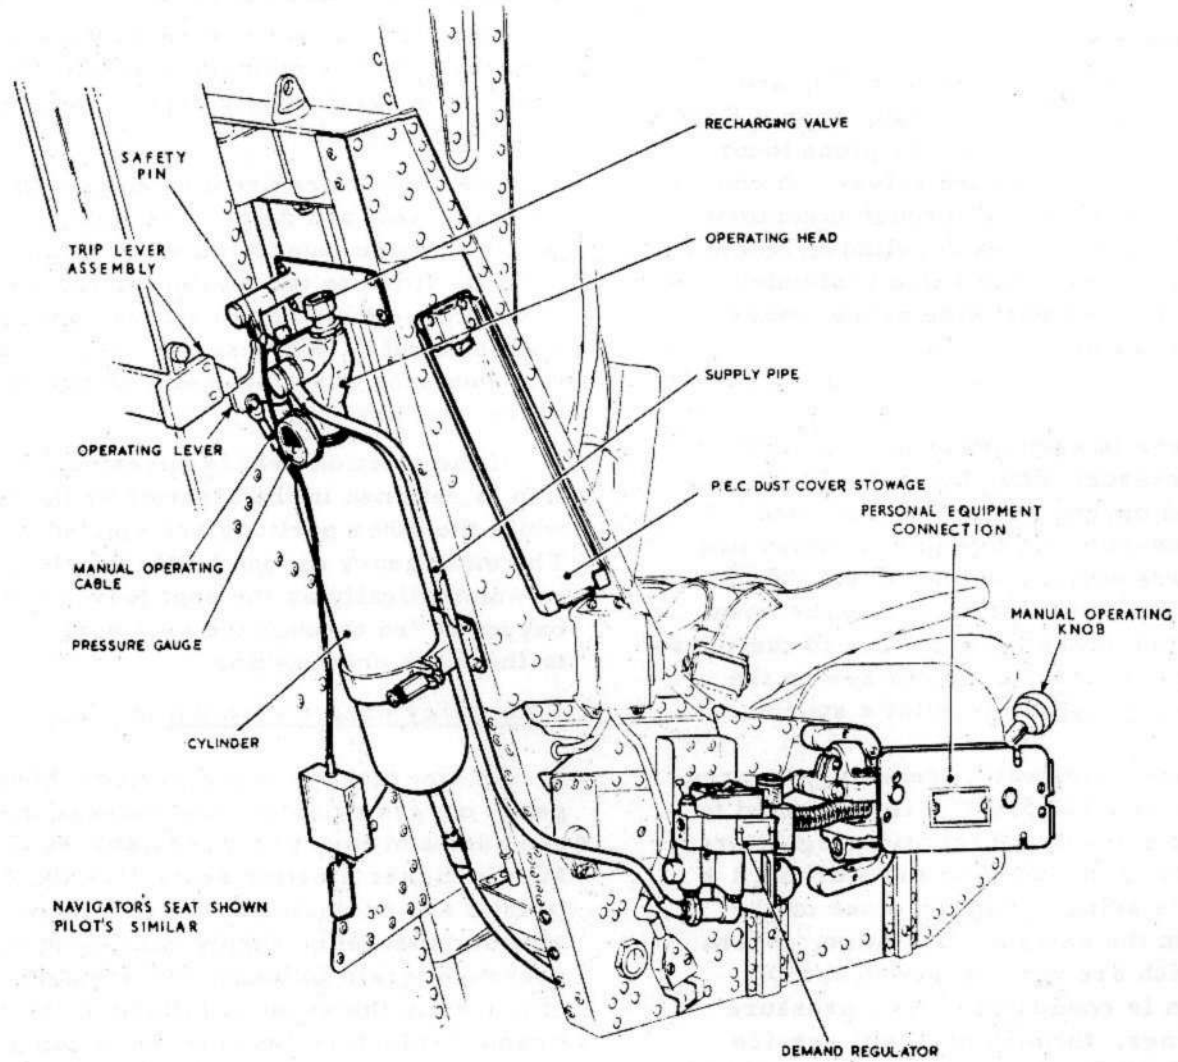 RECHARGING VALVE
SAFETY
PIN
OPERATING HEAD
TRIP LEVER
ASSEMBLY
SUPPLY PIPE
OPERATING LEVER
P.E.C. DUST COVER STOWAGE
PERSONAL EQUIPMENT
CONNECTION
MANUAL OPERATING
CABLE
MANUAL OPERATING
KNOB
PRESSURE GAUGE
CYLINDER
NAVIGATOR'S SEAT SHOWN
PILOT'S SIMILAR
DEMAND REGULATOR